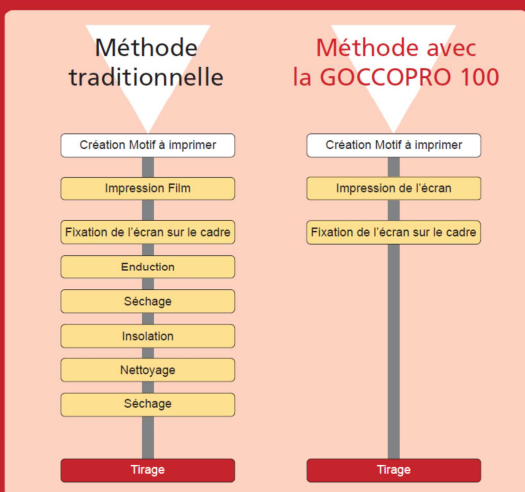 Méthode
traditionnelle
Création Motif à imprimer
Impression Film
Fixation de l'écran sur le cadre
Enduction
Séchage
Insolation
Nettoyage
Séchage
Tirage
Méthode avec
la GOCCOPRO 100
Création Motif à imprimer
Impression de l'écran
Fixation de l'écran sur le cadre
Tirage